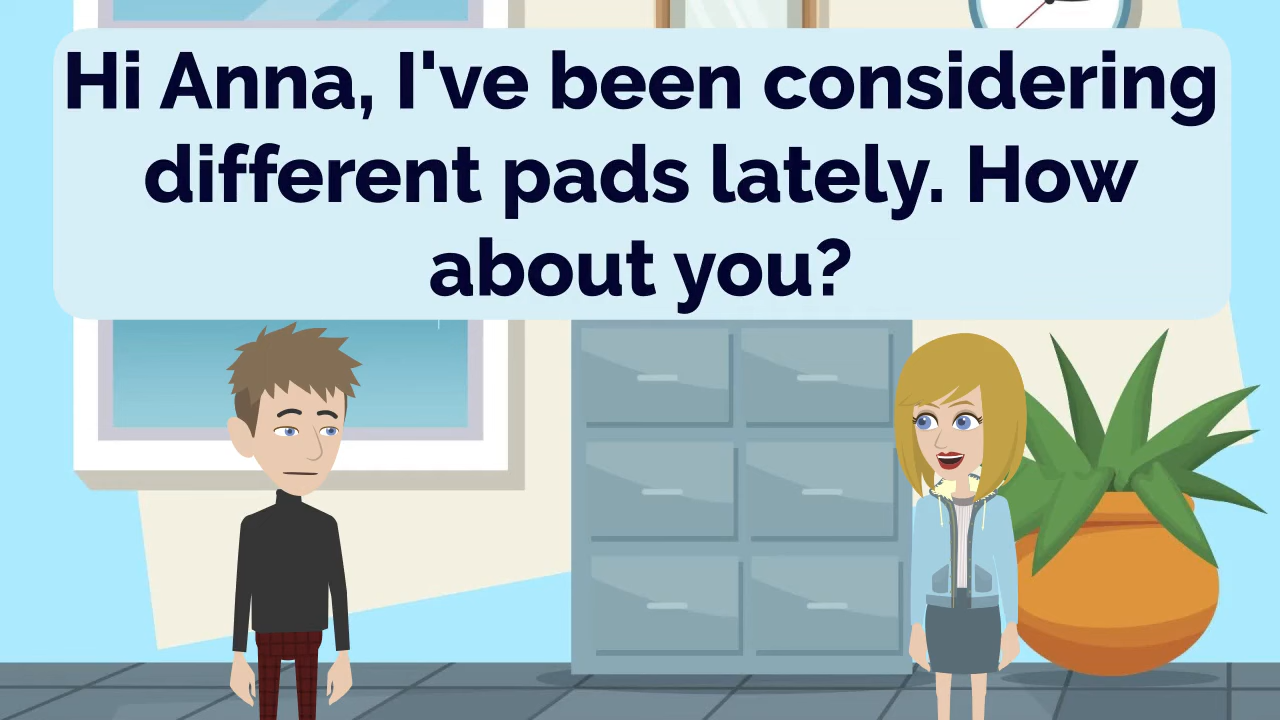 Hi Anna, I've been considering
different pads lately. How
about you?